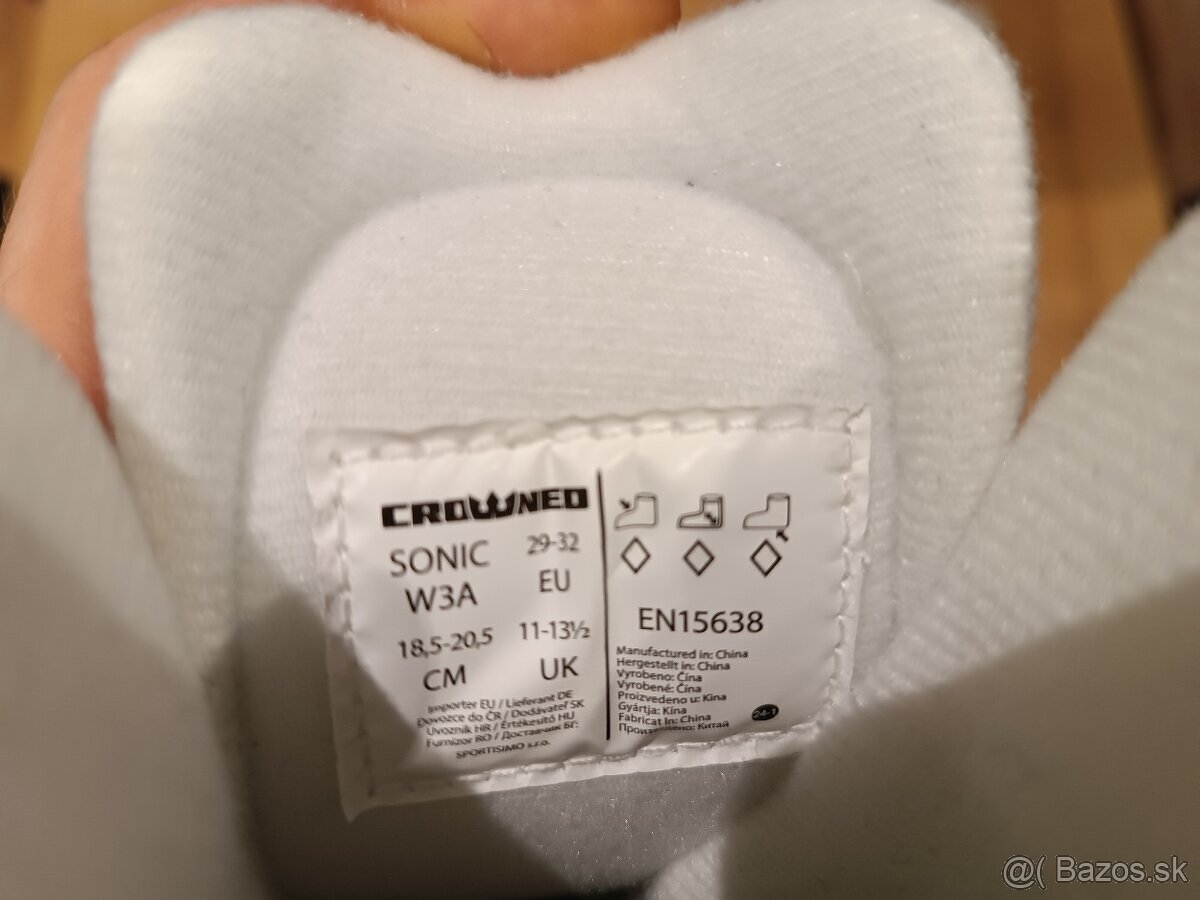 CROWNED
SONIC
W3A
29-32
EU
18,5-20,5
CM
11-13½
UK
Importer EU / Lieferant DE
Dovozce do ČR / Dodávateľ SK
Uvoznik HR / Értékesítő HU
Furnizor RO / Доставчик БГ:
SPORTISIMO s.r.o.
EN15638
Manufactured in: China
Hergestellt in: China
Vyrobeno: Čína
Vyrobené: Čína
Proizvedeno u: Kina
Gyártja: Kína
Fabricat în: China
Произведено: Китай
24-1
@( Bazos.sk